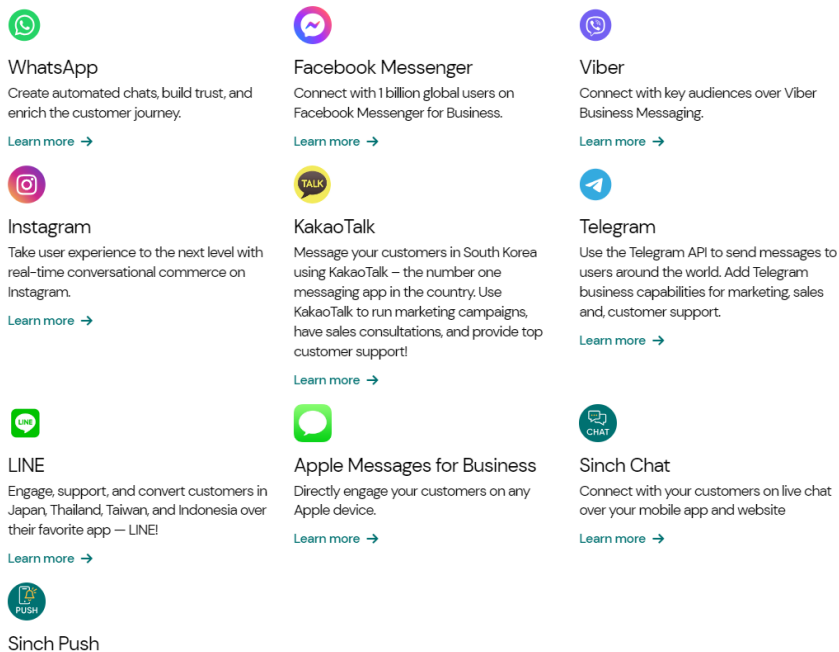 WhatsApp
Create automated chats, build trust, and
enrich the customer journey.
Learn more →
Facebook Messenger
Connect with 1 billion global users on
Facebook Messenger for Business.
Learn more →
Viber
Connect with key audiences over Viber
Business Messaging.
Learn more →
Instagram
Take user experience to the next level with
real-time conversational commerce on
Instagram.
Learn more →
TALK
KakaoTalk
Message your customers in South Korea
using KakaoTalk – the number one
messaging app in the country. Use
KakaoTalk to run marketing campaigns,
have sales consultations, and provide top
customer support!
Learn more →
Telegram
Use the Telegram API to send messages to
users around the world. Add Telegram
business capabilities for marketing, sales
and, customer support.
Learn more →
LINE
LINE
Engage, support, and convert customers in
Japan, Thailand, Taiwan, and Indonesia over
their favorite app — LINE!
Learn more →
Apple Messages for Business
Directly engage your customers on any
Apple device.
Learn more →
CHAT
Sinch Chat
Connect with your customers on live chat
over your mobile app and website
Learn more →
PUSH
Sinch Push